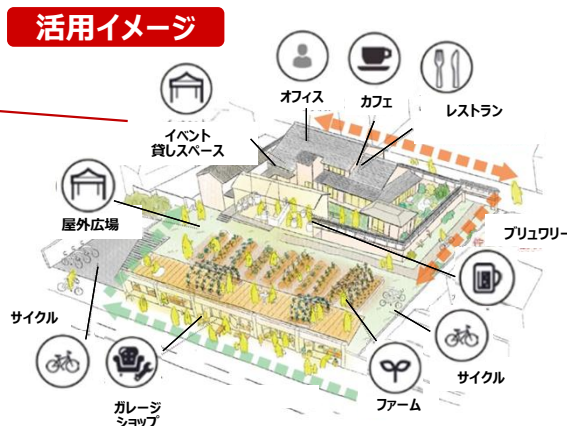 活用イメージ
オフィス
カフェ
レストラン
イベント
貸しスペース
屋外広場
ブリュワリー
サイクル
サイクル
ガレージ
ショップ
ファーム